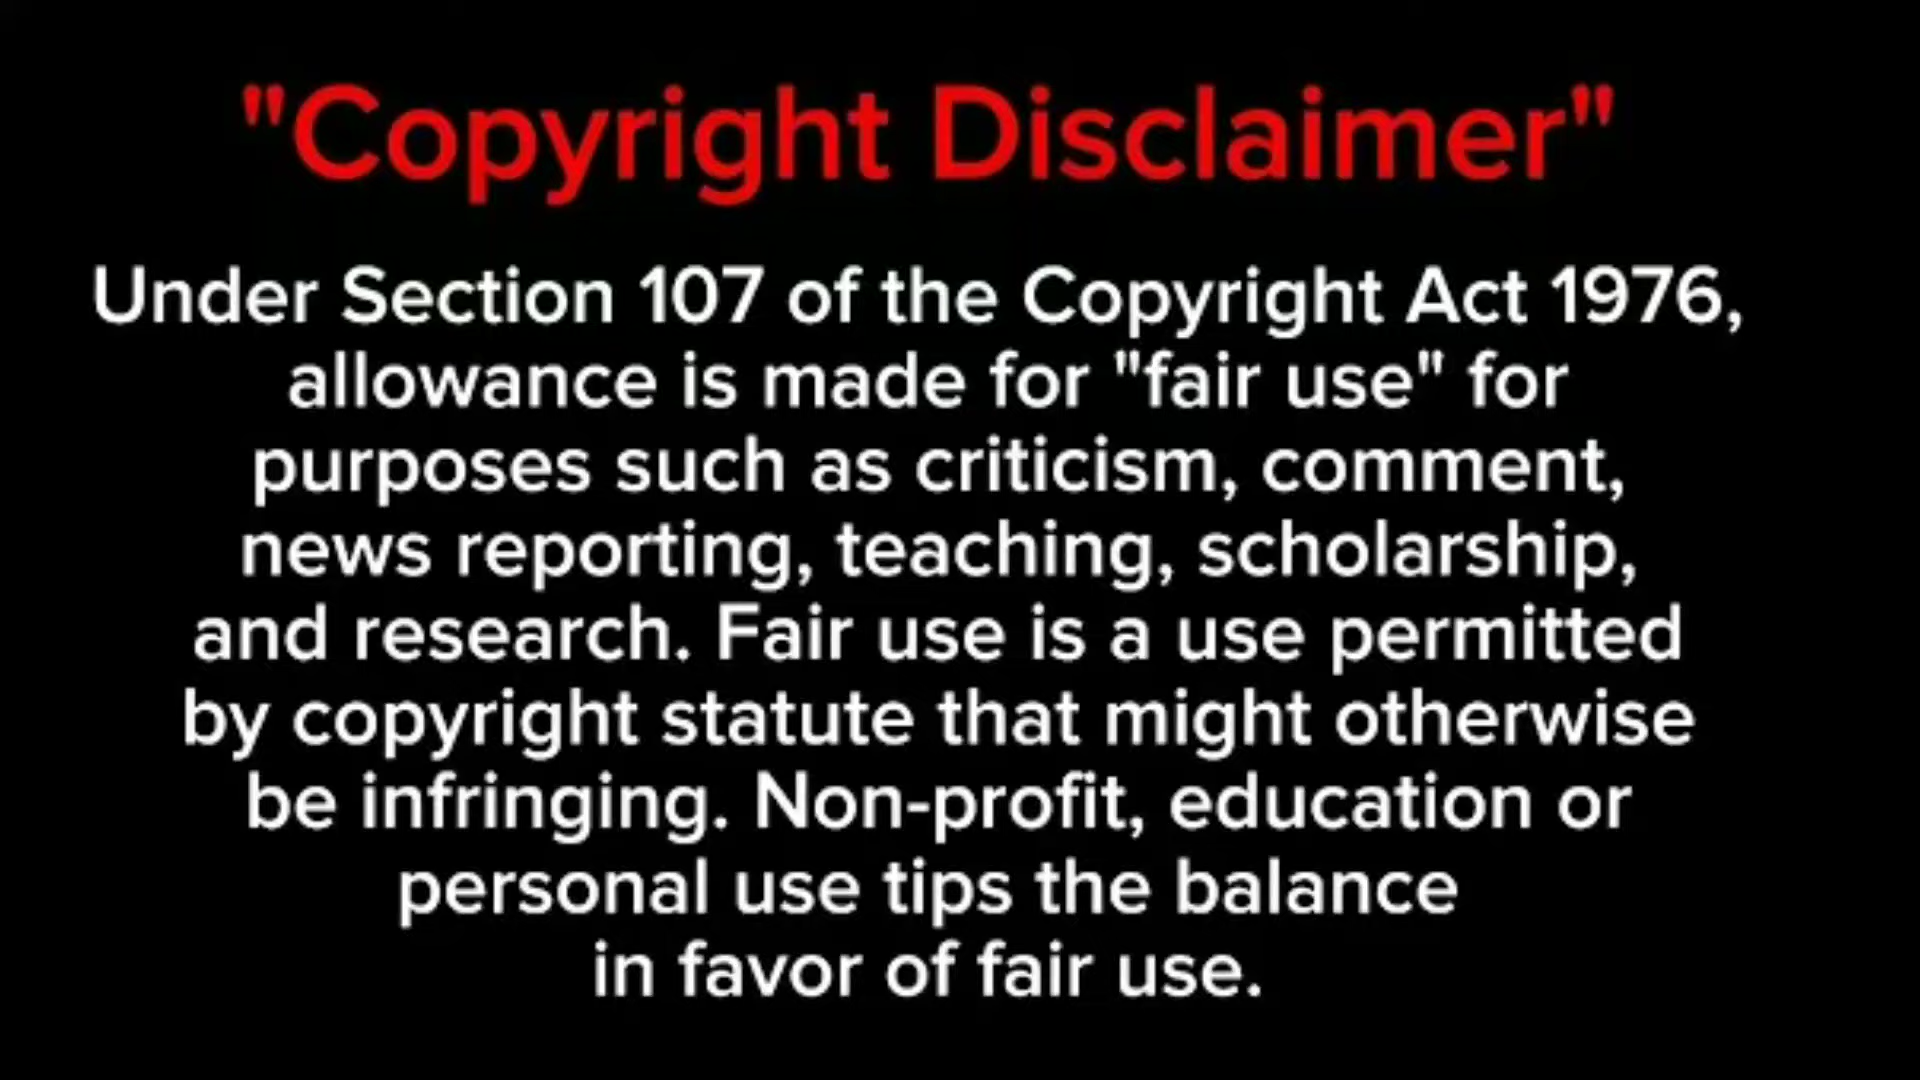 "Copyright Disclaimer"
Under Section 107 of the Copyright Act 1976,
allowance is made for "fair use" for
purposes such as criticism, comment,
news reporting, teaching, scholarship,
and research. Fair use is a use permitted
by copyright statute that might otherwise
be infringing. Non-profit, education or
personal use tips the balance
in favor of fair use.